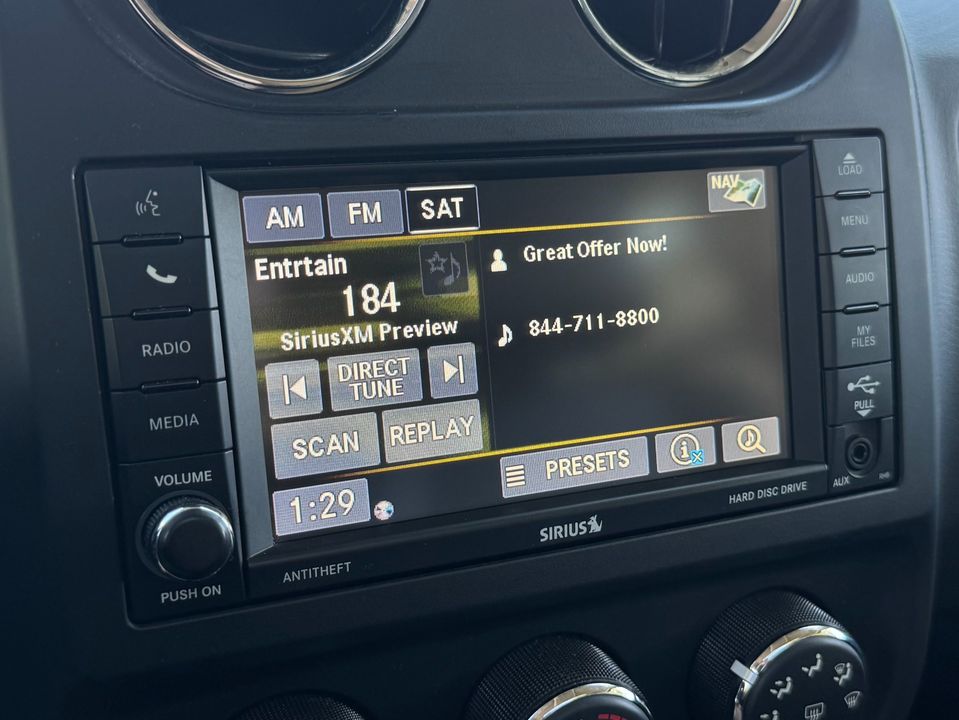 AM FM SAT
NAV
Entrtain
184
SiriusXM Preview
DIRECT
TUNE
SCAN
REPLAY
1:29
Great Offer Now!
844-711-8800
PRESETS
RADIO
MEDIA
VOLUME
PUSH ON
ANTITHEFT
SIRIUS
HARD DISC DRIVE
LOAD
MENU
AUDIO
MY
FILES
PULL
AUX
RHB